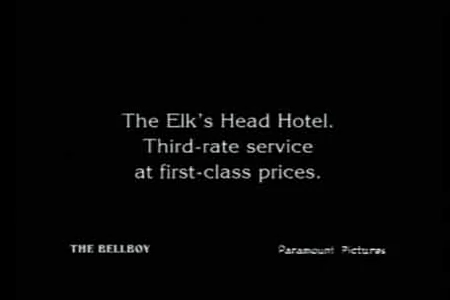 The Elk's Head Hotel.
Third-rate service
at first-class prices.
THE BELLBOY
Paramount Pictures